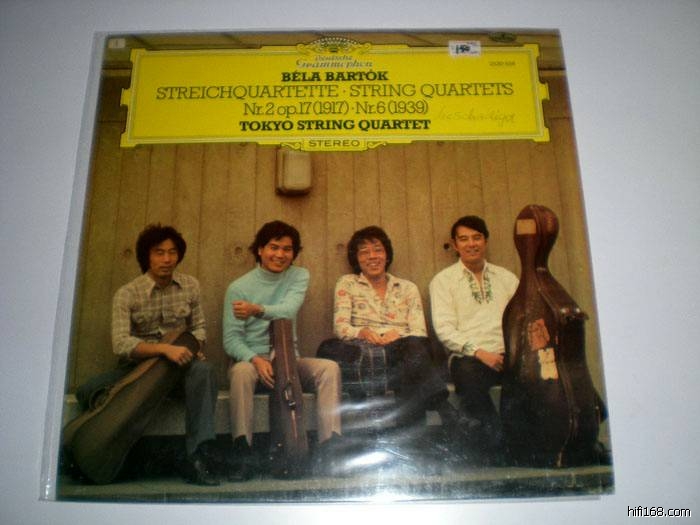 Deutsche
Grammophon
BÉLA BARTÓK
STREICHQUARTETTE · STRING QUARTETS
Nr. 2 op. 17 (1917) · Nr. 6 (1939)
TOKYO STRING QUARTET
STEREO
hifi168.com